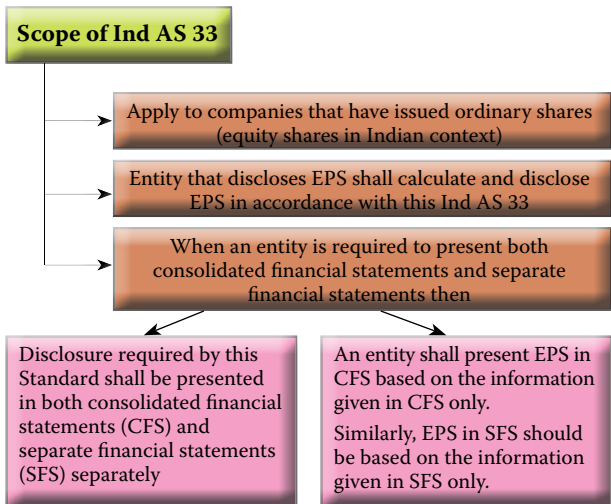 Scope of Ind AS 33
Apply to companies that have issued ordinary shares
(equity shares in Indian context)
Entity that discloses EPS shall calculate and disclose
EPS in accordance with this Ind AS 33
When an entity is required to present both
consolidated financial statements and separate
financial statements then
Disclosure required by this
Standard shall be presented
in both consolidated financial
statements (CFS) and
separate financial statements
(SFS) separately
An entity shall present EPS in
CFS based on the information
given in CFS only.
Similarly, EPS in SFS should
be based on the information
given in SFS only.